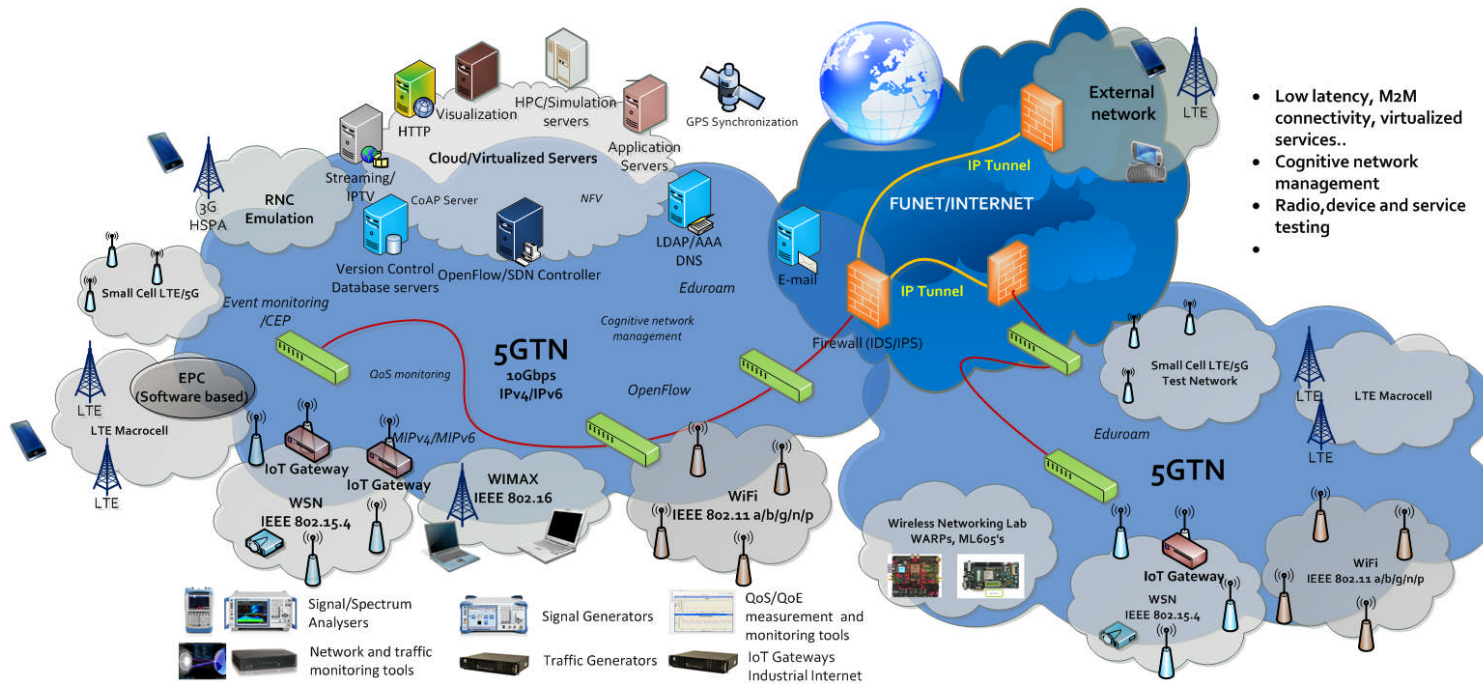 HTTP
Visualization
HPC/Simulation
servers
Application
Servers
GPS Synchronization
Streaming/
IPTV
Cloud/Virtualized Servers
3G
HSPA
RNC
Emulation
CoAP Server
NFV
Version Control
Database servers
OpenFlow/SDN Controller
LDAP/AAA
DNS
E-mail
Eduroam
Small Cell LTE/5G
Event monitoring
/CEP
5GTN
10Gbps
IPv4/IPv6
Cognitive network
management
QoS monitoring
OpenFlow
Firewall (IDS/IPS)
LTE
EPC
(Software based)
LTE Macrocell
LTE
MIPv4/MIPv6
IoT Gateway
IoT Gateway
WSN
IEEE 802.15.4
WIMAX
IEEE 802.16
WiFi
IEEE 802.11 a/b/g/n/p
FUNET/INTERNET
IP Tunnel
IP Tunnel
External
network
LTE
• Low latency, M2M
connectivity, virtualized
services..
• Cognitive network
management
• Radio,device and service
testing
•
Small Cell LTE/5G
Test Network
LTE
LTE Macrocell
LTE
Eduroam
5GTN
Wireless Networking Lab
WARPs, ML605's
IoT Gateway
WSN
IEEE 802.15.4
WiFi
IEEE 802.11 a/b/g/n/p
Signal/Spectrum
Analysers
Signal Generators
QoS/QoE
measurement and
monitoring tools
Network and traffic
monitoring tools
Traffic Generators
IoT Gateways
Industrial Internet